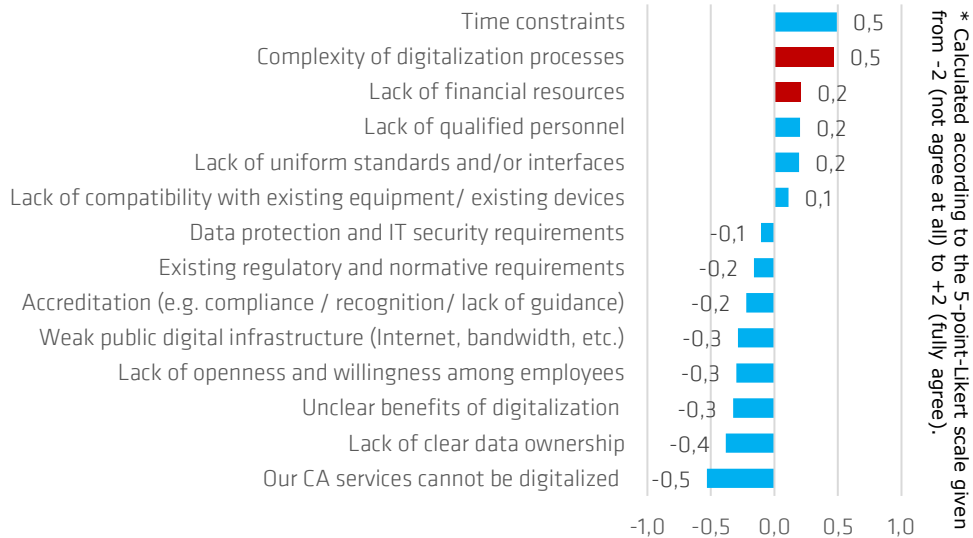 Time constraints 0,5
Complexity of digitalization processes 0,5
Lack of financial resources 0,2
Lack of qualified personnel 0,2
Lack of uniform standards and/or interfaces 0,2
Lack of compatibility with existing equipment/ existing devices 0,1
Data protection and IT security requirements -0,1
Existing regulatory and normative requirements -0,2
Accreditation (e.g. compliance / recognition/ lack of guidance) -0,2
Weak public digital infrastructure (Internet, bandwidth, etc.) -0,3
Lack of openness and willingness among employees -0,3
Unclear benefits of digitalization -0,3
Lack of clear data ownership -0,4
Our CA services cannot be digitalized -0,5
-1,0 -0,5 0,0 0,5 1,0
* Calculated according to the 5-point-Likert scale given
from -2 (not agree at all) to +2 (fully agree).